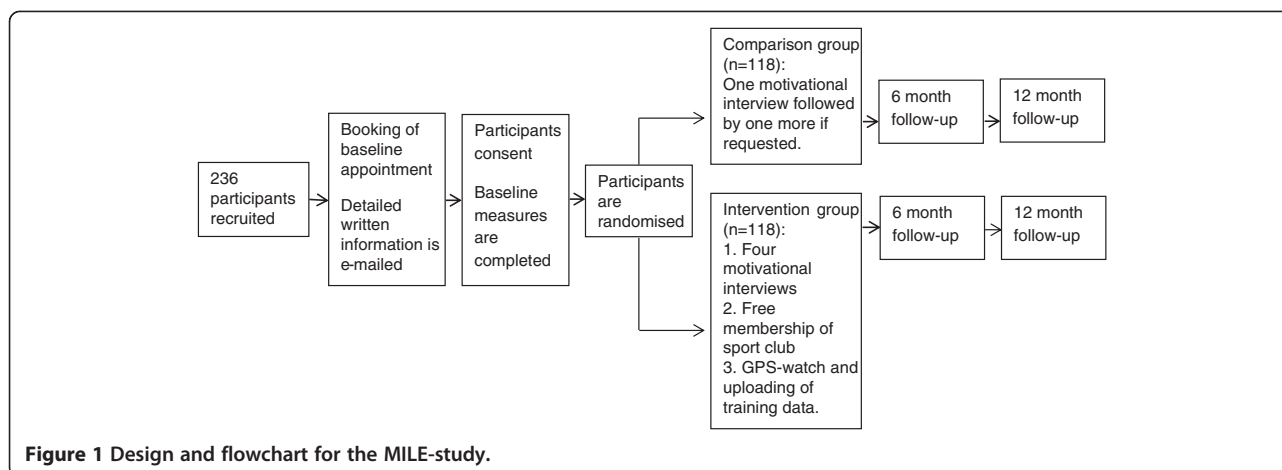 236
participants
recruited
Booking of
baseline
appointment
Detailed
written
information is
e-mailed
Participants
consent
Baseline
measures
are
completed
Participants
are
randomised
Comparison group
(n=118):
One motivational
interview followed
by one more if
requested.
6 month
follow-up
12 month
follow-up
Intervention group
(n=118):
1. Four
motivational
interviews
2. Free
membership of
sport club
3. GPS-watch and
uploading of
training data.
6 month
follow-up
12 month
follow-up
Figure 1 Design and flowchart for the MILE-study.